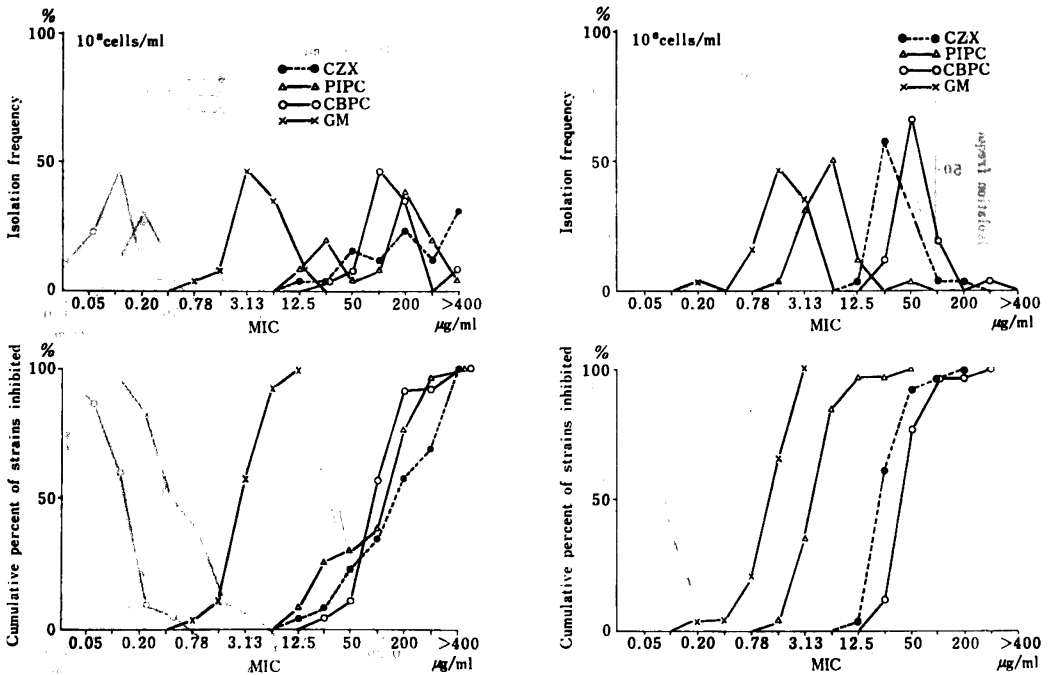 %
100
10⁸cells/ml
CZX
PIPC
CBPC
GM
50
0
Isolation frequency
0.05 0.20 0.78 3.13 12.5 50 200 >400
MIC
μg/ml
%
100
10⁸cells/ml
CZX
PIPC
CBPC
GM
50
0
Isolation frequency
0.05 0.20 0.78 3.13 12.5 50 200 >400
MIC
μg/ml
%
100
50
0
Cumulative percent of strains inhibited
0.05 0.20 0.78 3.13 12.5 50 200 >400
MIC
μg/ml
%
100
50
0
Cumulative percent of strains inhibited
0.05 0.20 0.78 3.13 12.5 50 200 >400
MIC
μg/ml